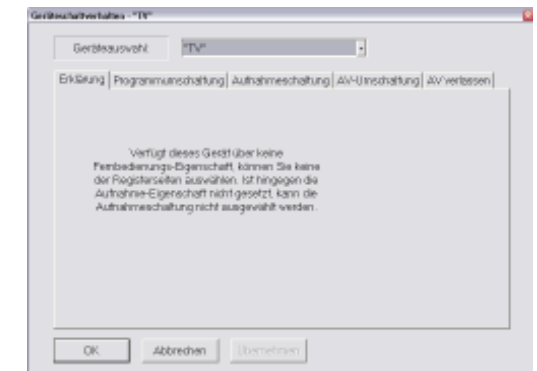 Geräteschaltverhalten - "TV"
Geräteauswahl: "TV"
Erklärung Programmumschaltung Aufnahmeschaltung AV-Umschaltung AV verlassen
Verfügt dieses Gerät über keine
Fernbedienungs-Eigenschaft, können Sie keine
der Registerseiten auswählen. Ist hingegen die
Aufnahme-Eigenschaft nicht gesetzt, kann die
Aufnahmeschaltung nicht ausgewählt werden.
OK Abbrechen Übernehmen